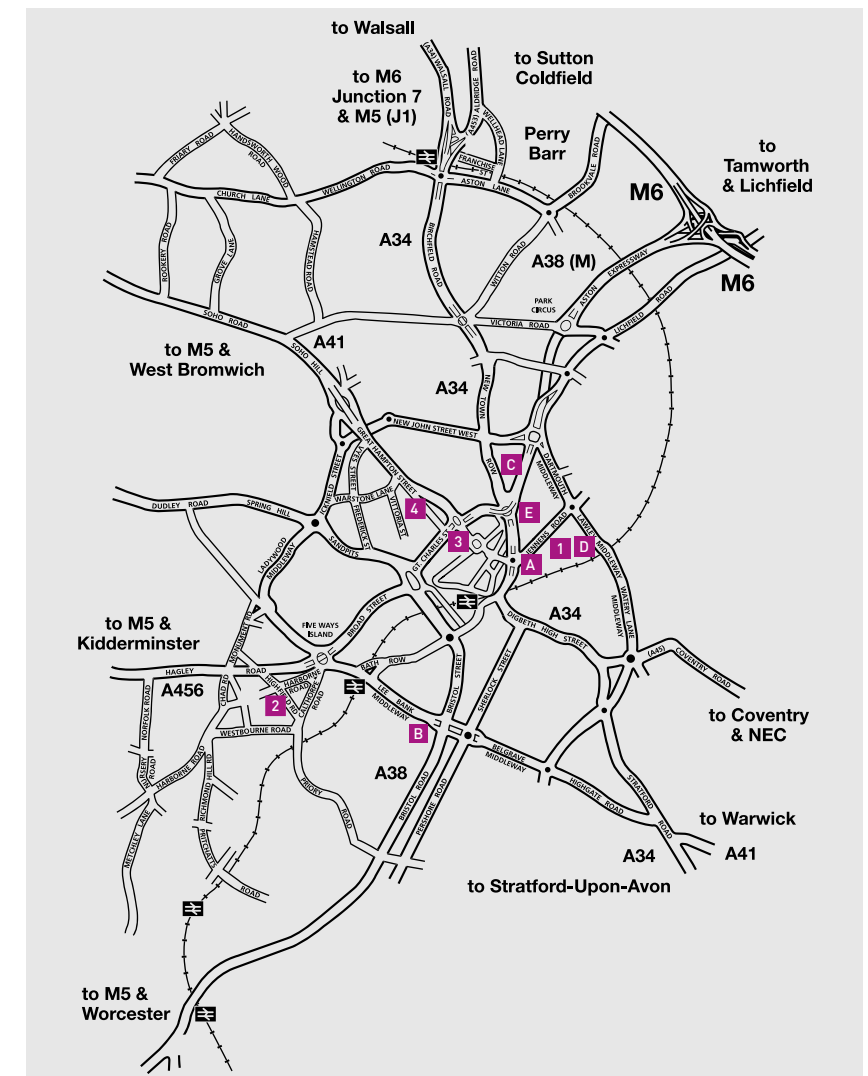 to Walsall
to Sutton
Coldfield
to M6
Junction 7
& M5 (J1)
(A34) WALSALL ROAD
A453) ALDRIDGE ROAD
WELLHEAD LANE
FRANCHISE
ST
Perry
Barr
to
Tamworth
& Lichfield
FRIARY ROAD
HANDSWORTH WOOD
ROAD
CHURCH LANE
WELLINGTON ROAD
ASTON LANE
BROOKVALE ROAD
M6
M6
ROOKERY ROAD
GROVE LANE
HAMSTEAD ROAD
A34
BIRCHFIELD ROAD
WITTON ROAD
A38 (M)
ASTON EXPRESSWAY
PARK
CIRCUS
VICTORIA ROAD
LICHFIELD ROAD
SOHO ROAD
to M5 &
West Bromwich
A41
SOHO HILL
A34
NEW TOWN
ROW
NEW JOHN STREET WEST
GREAT HAMPTON STREET
ICKNIELD STREET
VYSE STREET
WARSTONE LANE
FREDERICK ST
VITTORIA ST
DARTMOUTH
MIDDLEWAY
C
4
E
3
1
D
A
DUDLEY ROAD
SPRING HILL
LADYWOOD
MIDDLEWAY
SANDPITS
GT. CHARLES ST
JENNENS ROAD
LAWLEY MIDDLEWAY
WATERY LANE
MIDDLEWAY
to M5 &
Kidderminster
MONUMENT RD
FIVE WAYS
ISLAND
BROAD STREET
BATH ROW
DIGBETH HIGH STREET
A34
(A45)
COVENTRY ROAD
HAGLEY ROAD
A456
NORFOLK ROAD
CHAD RD
HIGHFIELD RD
HARBORNE
ROAD
CALTHORPE
ROAD
2
LEE BANK
MIDDLEWAY
BRISTOL STREET
SHERLOCK STREET
B
to Coventry
& NEC
WESTBOURNE ROAD
HARBORNE ROAD
RICHMOND HILL RD
METCHLEY LANE
PRITCHATTS
ROAD
PRIORY ROAD
A38
BRISTOL ROAD
PERSHORE ROAD
BELGRAVE
MIDDLEWAY
HIGHGATE ROAD
STRATFORD
ROAD
to Warwick
A34
A41
to Stratford-Upon-Avon
to M5 &
Worcester